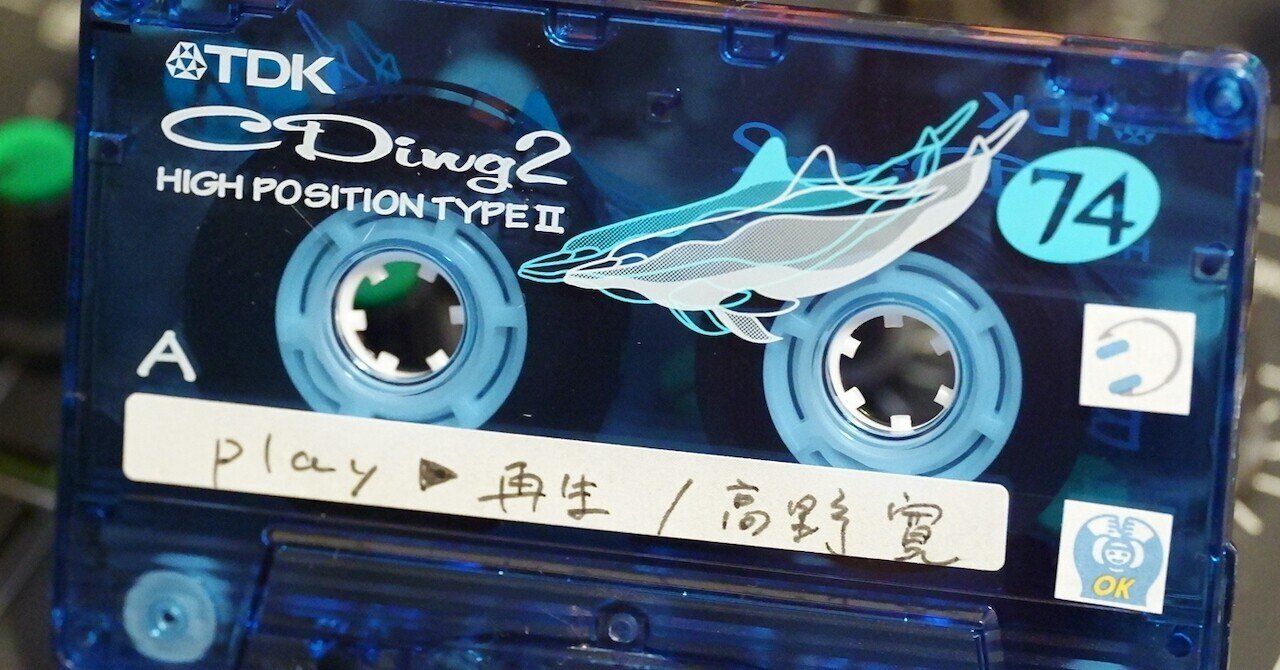 TDK
CDing2
HIGH POSITION TYPE II
74
A
play ▶ 再生 / 高野寛
OK